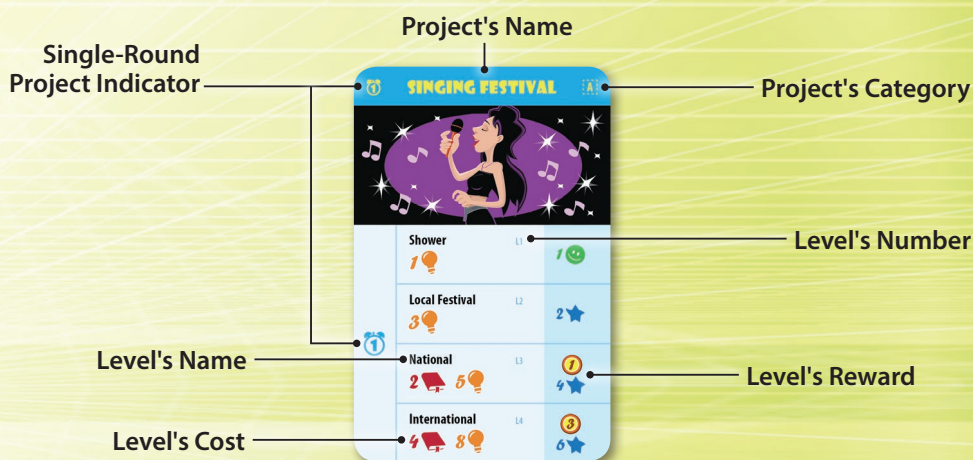 Project's Name
Single-Round
Project Indicator
1 SINGING FESTIVAL A
Project's Category
Shower L1
1 1
Level's Number
Local Festival L2
3 2
1
Level's Name
National L3 1
2 5 4
Level's Reward
International L4 3
Level's Cost
4 8 6